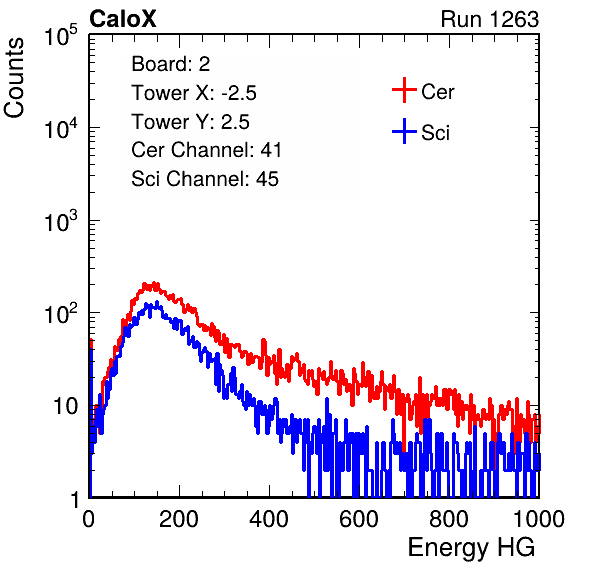 CaloX Run 1263
Counts
Board: 2
Tower X: -2.5
Tower Y: 2.5
Cer Channel: 41
Sci Channel: 45
Cer
Sci
10^5
10^4
10^3
10^2
10
1
0 200 400 600 800 1000
Energy HG